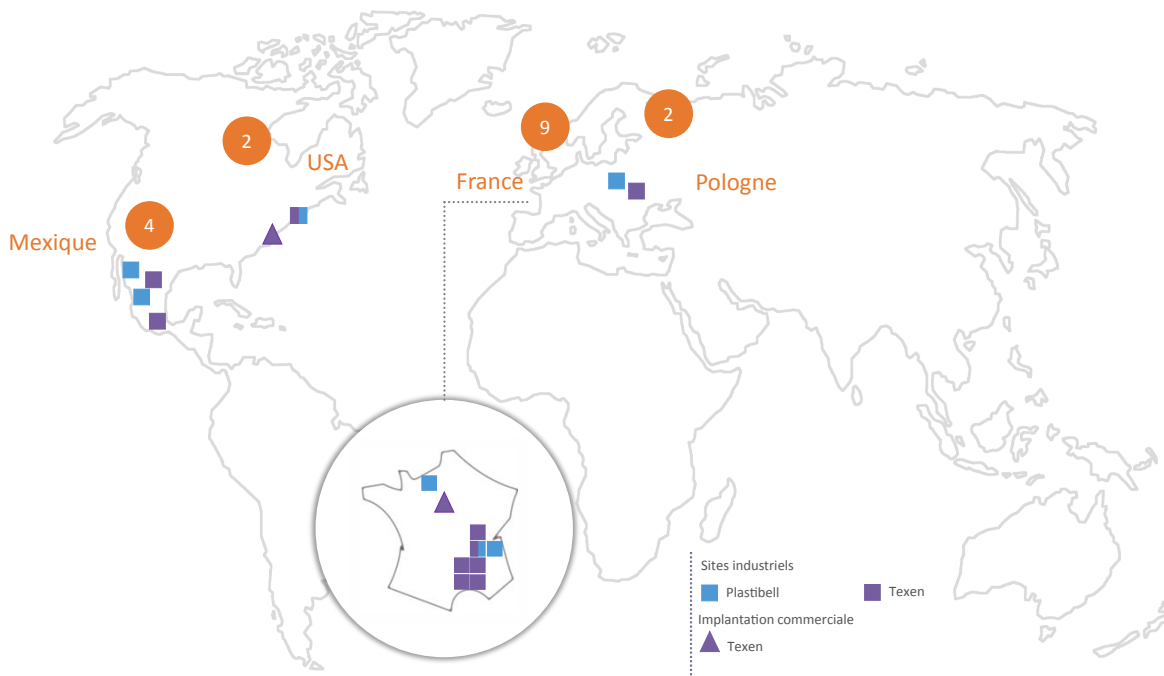 2
USA
4
Mexique
9
France
2
Pologne
Sites industriels
Plastibell
Texen
Implantation commerciale
Texen